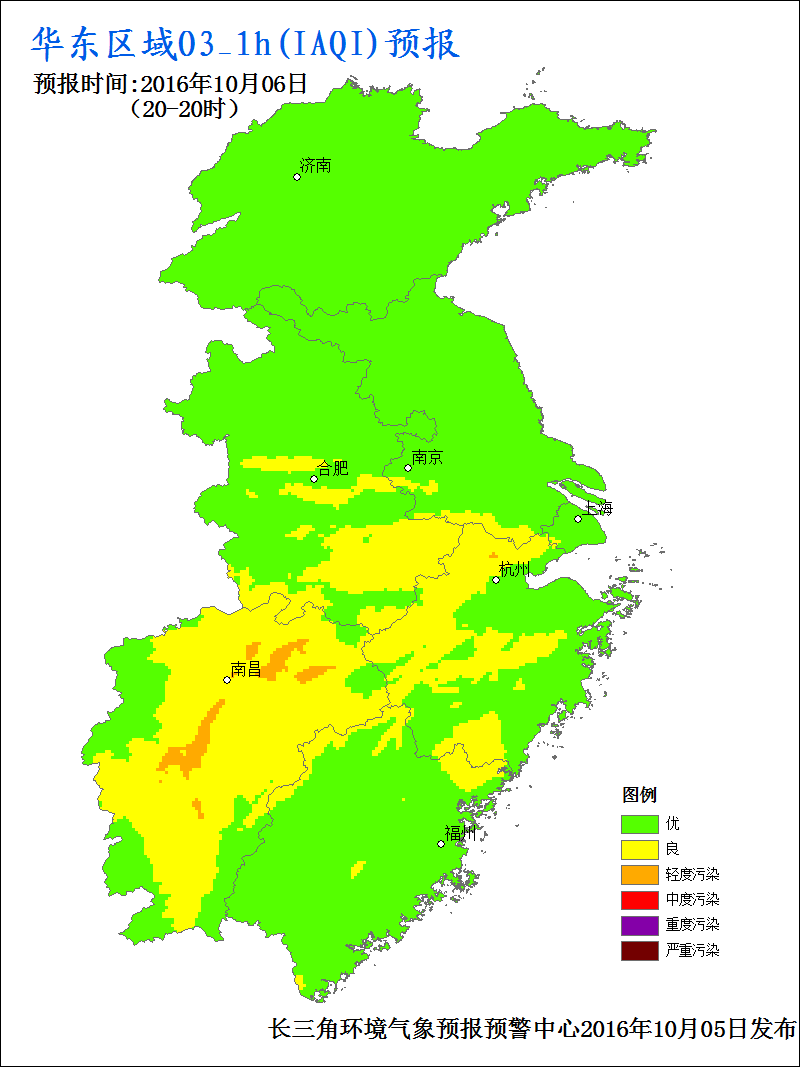 华东区域O3_1h(IAQI)预报
预报时间:2016年10月06日
（20-20时）
济南
合肥
南京
上海
杭州
南昌
福州
图例
优
良
轻度污染
中度污染
重度污染
严重污染
长三角环境气象预报预警中心2016年10月05日发布